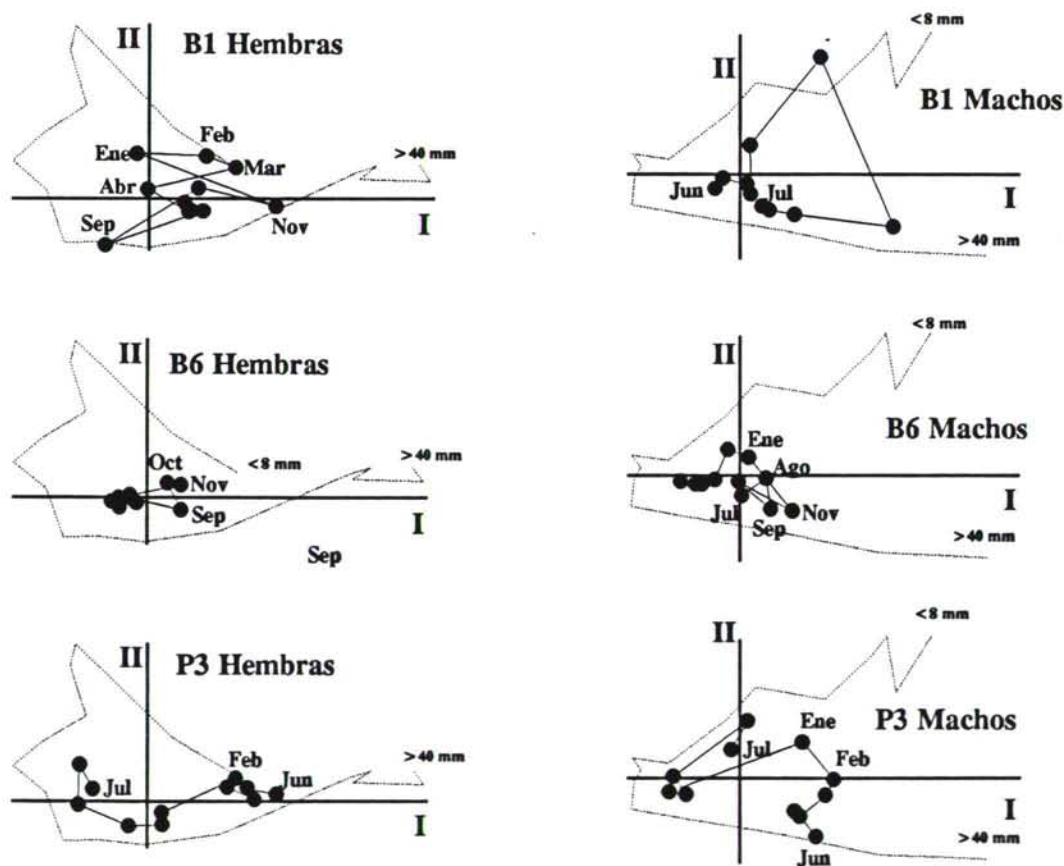 II
B1 Hembras
Feb
Ene
Mar
> 40 mm
Abr
Sep
Nov
I
< 8 mm
II
B1 Machos
Jun
Jul
I
> 40 mm
II
B6 Hembras
Oct
< 8 mm
> 40 mm
Nov
Sep
I
Sep
< 8 mm
II
B6 Machos
Ene
Ago
I
Jul
Nov
Sep
> 40 mm
II
P3 Hembras
Feb
> 40 mm
Jul
Jun
I
< 8 mm
II
P3 Machos
Ene
Jul
Feb
I
> 40 mm
Jun